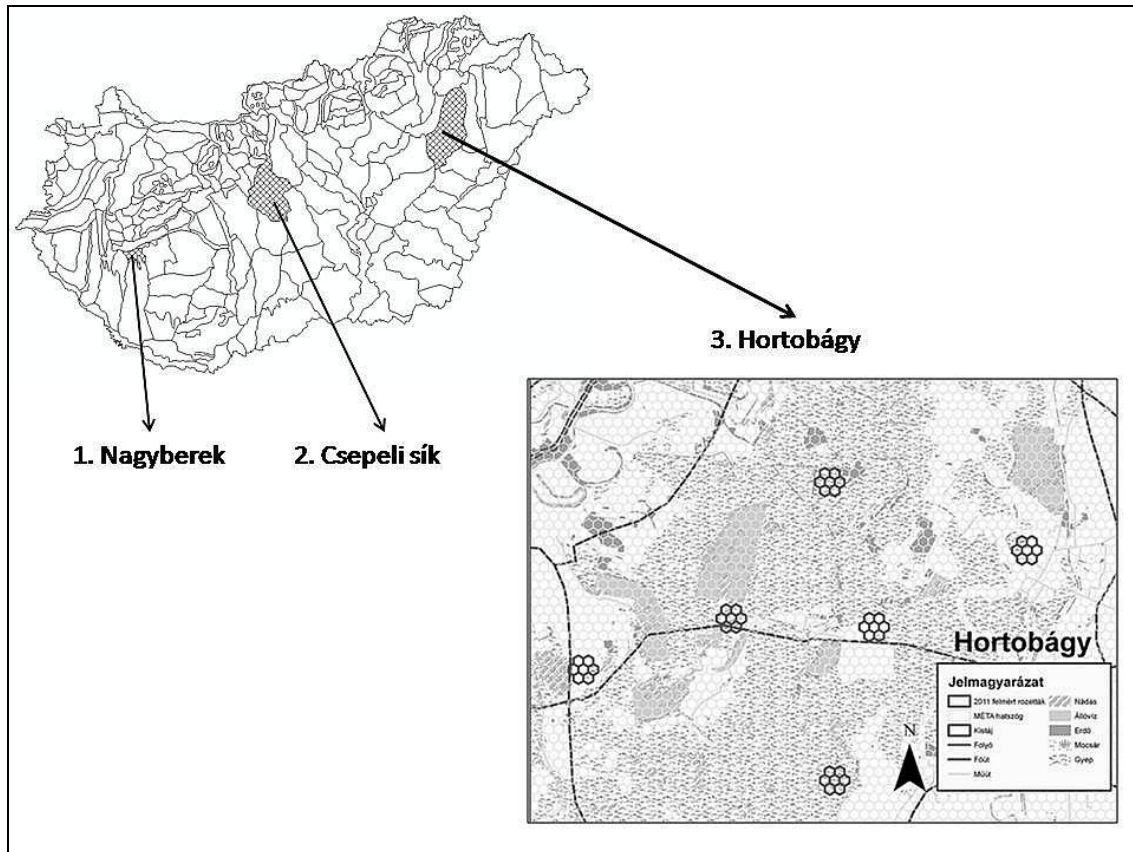 3. Hortobágy
1. Nagyberek
2. Csepeli sík
Hortobágy
Jelmagyarázat
2011 felmért rozetták
MÉTA hatszög
Kistáj
Folyó
Főút
Műút
Nádas
Állóvíz
Erdő
Mocsár
Gyep
N